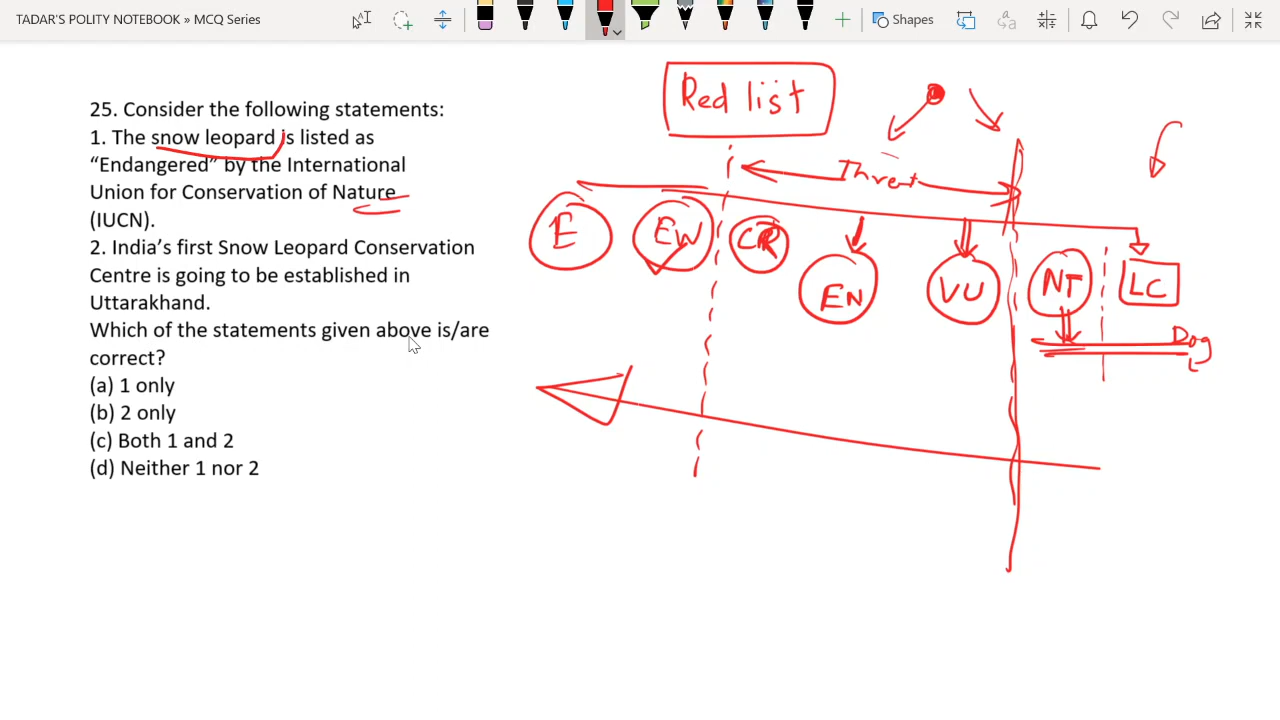 TADAR'S POLITY NOTEBOOK » MCQ Series
Shapes
25. Consider the following statements:
1. The snow leopard is listed as
“Endangered” by the International
Union for Conservation of Nature
(IUCN).
2. India’s first Snow Leopard Conservation
Centre is going to be established in
Uttarakhand.
Which of the statements given above is/are
correct?
(a) 1 only
(b) 2 only
(c) Both 1 and 2
(d) Neither 1 nor 2
Red list
Threat
E EW CR EN VU NT LC
Dog